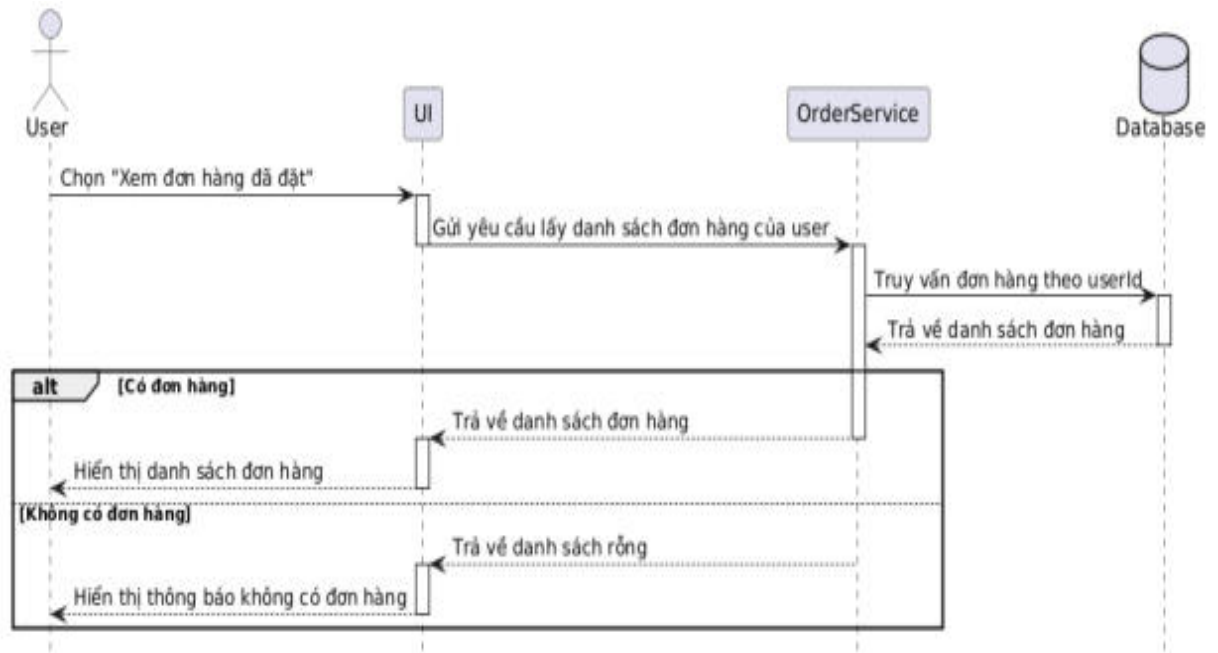 User
UI
OrderService
Database
Chọn "Xem đơn hàng đã đặt"
Gửi yêu cầu lấy danh sách đơn hàng của user
Truy vấn đơn hàng theo userId
Trả về danh sách đơn hàng
alt [Có đơn hàng]
Trả về danh sách đơn hàng
Hiển thị danh sách đơn hàng
[Không có đơn hàng]
Trả về danh sách rỗng
Hiển thị thông báo không có đơn hàng